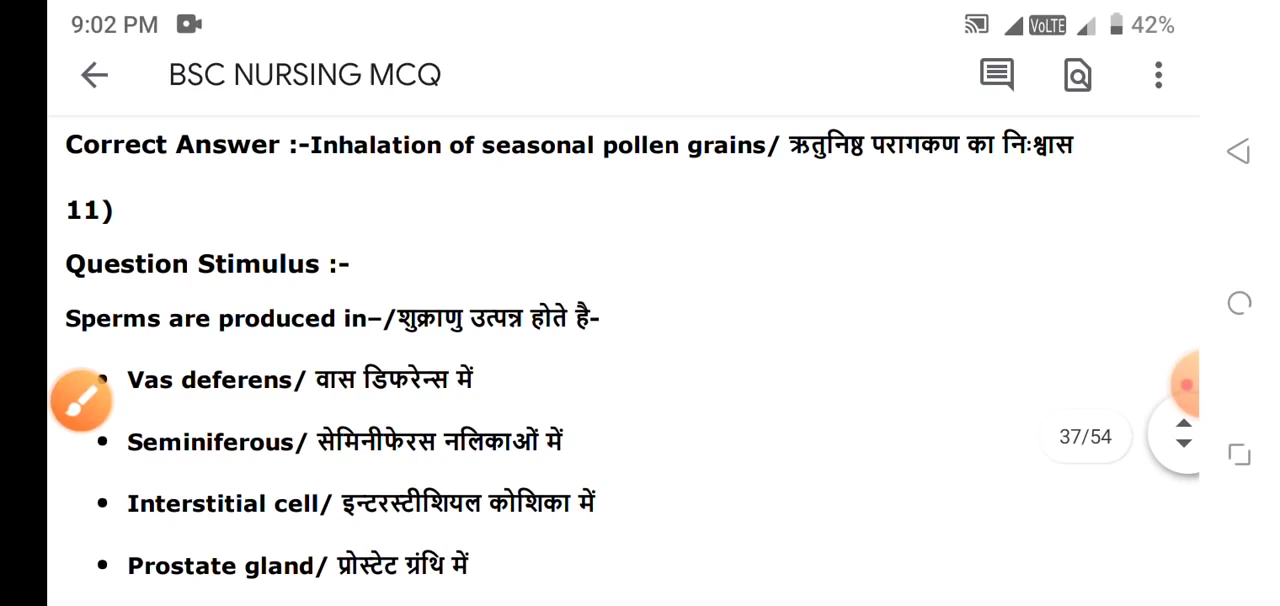 9:02 PM VoLTE 42%
BSC NURSING MCQ
Correct Answer :-Inhalation of seasonal pollen grains/ ऋतुनिष्ठ परागकण का निःश्वास
11)
Question Stimulus :-
Sperms are produced in–/शुक्राणु उत्पन्न होते है-
• Vas deferens/ वास डिफरेन्स में
• Seminiferous/ सेमिनीफेरस नलिकाओं में
37/54
• Interstitial cell/ इन्टरस्टीशियल कोशिका में
• Prostate gland/ प्रोस्टेट ग्रंथि में